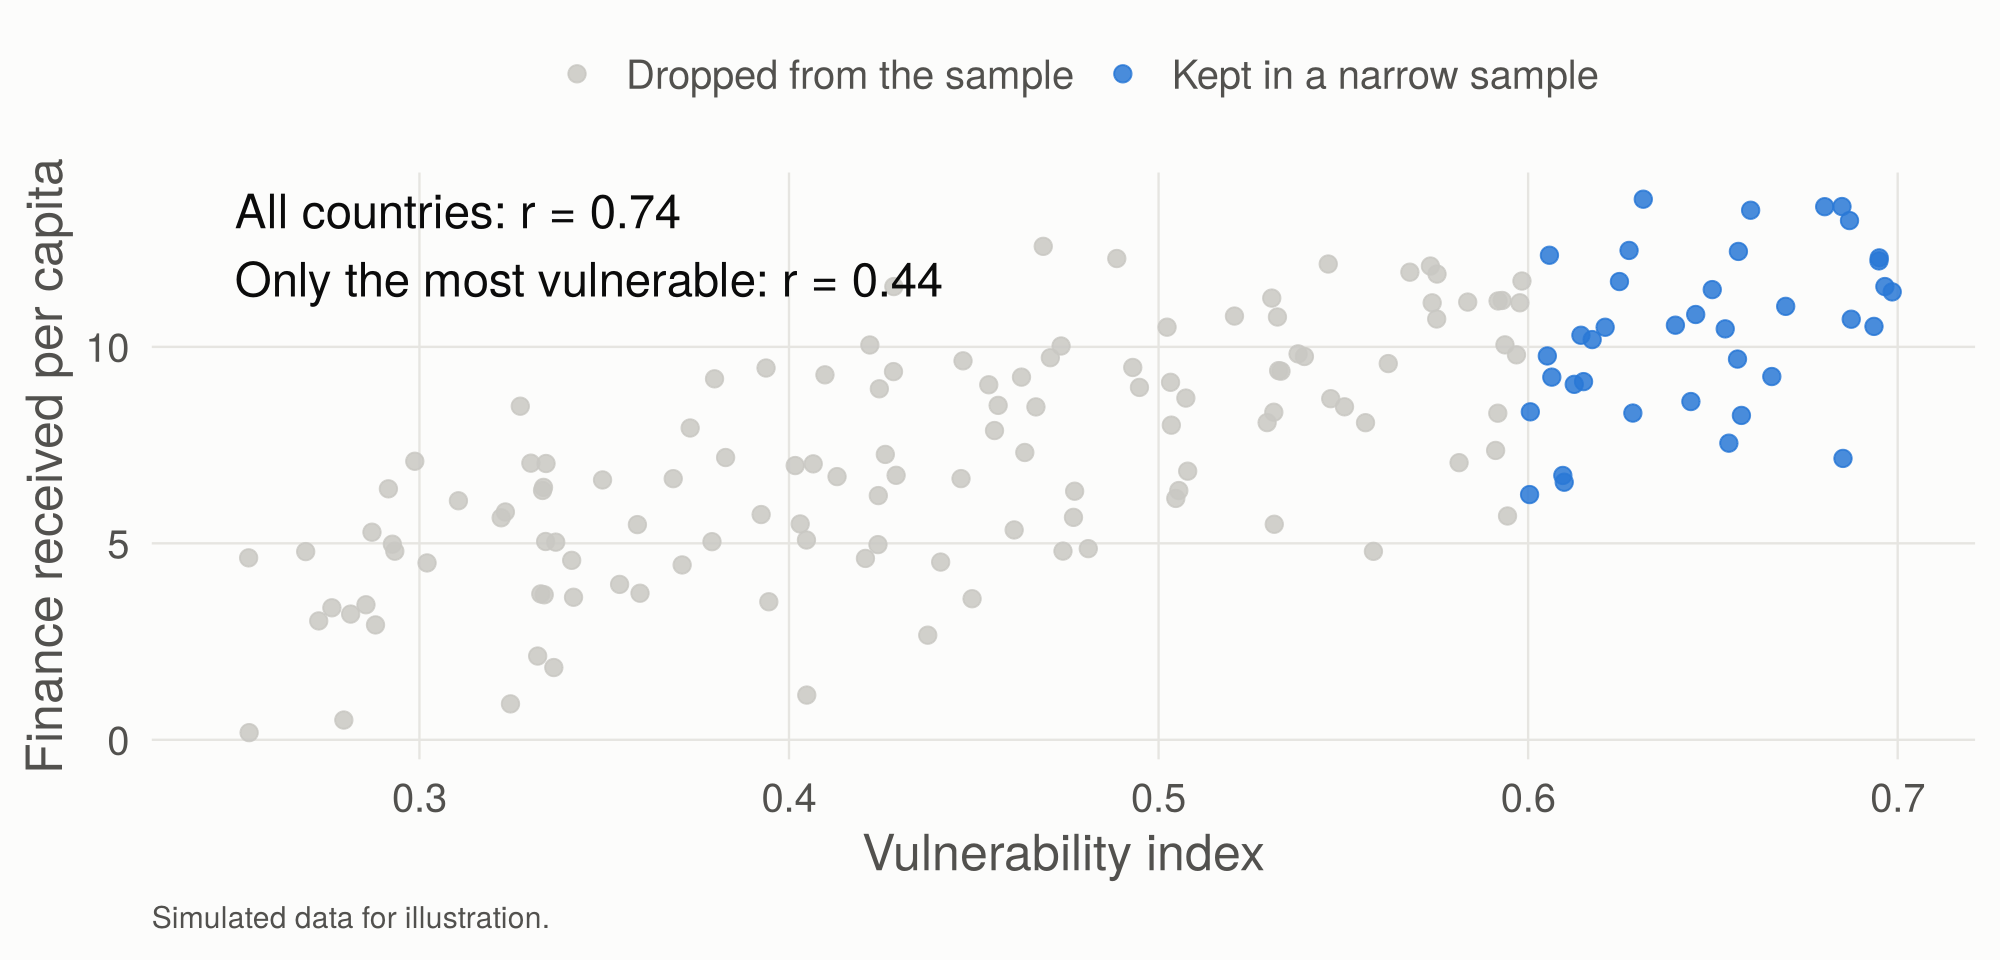 Dropped from the sample Kept in a narrow sample
All countries: r = 0.74
Only the most vulnerable: r = 0.44
Finance received per capita
10
5
0
0.3 0.4 0.5 0.6 0.7
Vulnerability index
Simulated data for illustration.